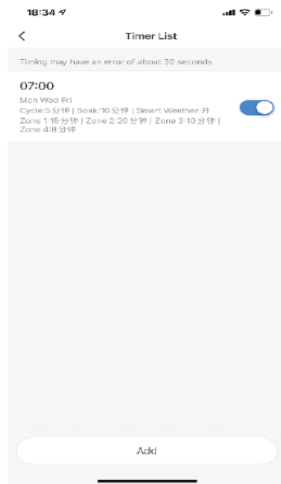 18:34
Timer List
Timing may have an error of about 30 seconds
07:00
Mon Wed Fri
Cycle:5分钟 | Soak:10分钟 | Smart Weather:开
Zone 1:15分钟 | Zone 2:20分钟 | Zone 3:10分钟 |
Zone 4:8分钟
Add